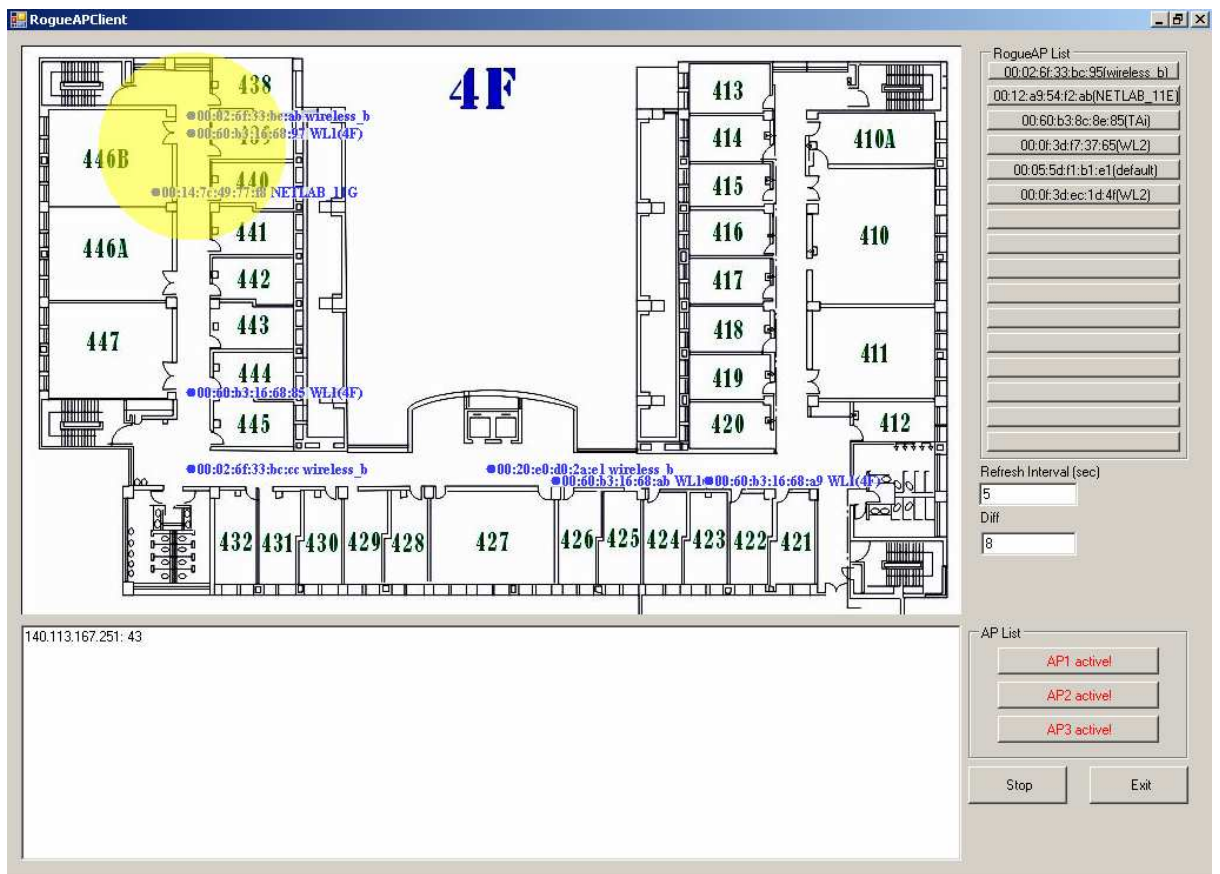 RogueAPClient
4F
438
00:02:6f:33:bc:ab wireless_b
439
00:60:b3:16:68:97 WL1(4F)
446B
440
00:14:7c:49:77:f8 NETLAB_11G
441
446A
442
443
447
444
00:60:b3:16:68:85 WL1(4F)
445
00:02:6f:33:bc:cc wireless_b
00:20:e0:d0:2a:e1 wireless_b
00:60:b3:16:68:ab WL1
00:60:b3:16:68:a9 WL1(4F)
432 431 430 429 428 427 426 425 424 423 422 421
413
414
410A
415
416
410
417
418
411
419
420
412
RogueAP List
00:02:6f:33:bc:95(wireless_b)
00:12:a9:54:f2:ab(NETLAB_11E)
00:60:b3:8c:8e:85(TAi)
00:0f:3d:f7:37:65(WL2)
00:05:5d:f1:b1:e1(default)
00:0f:3d:ec:1d:4f(WL2)
Refresh Interval (sec)
5
Diff
8
140.113.167.251: 43
AP List
AP1 active!
AP2 active!
AP3 active!
Stop
Exit